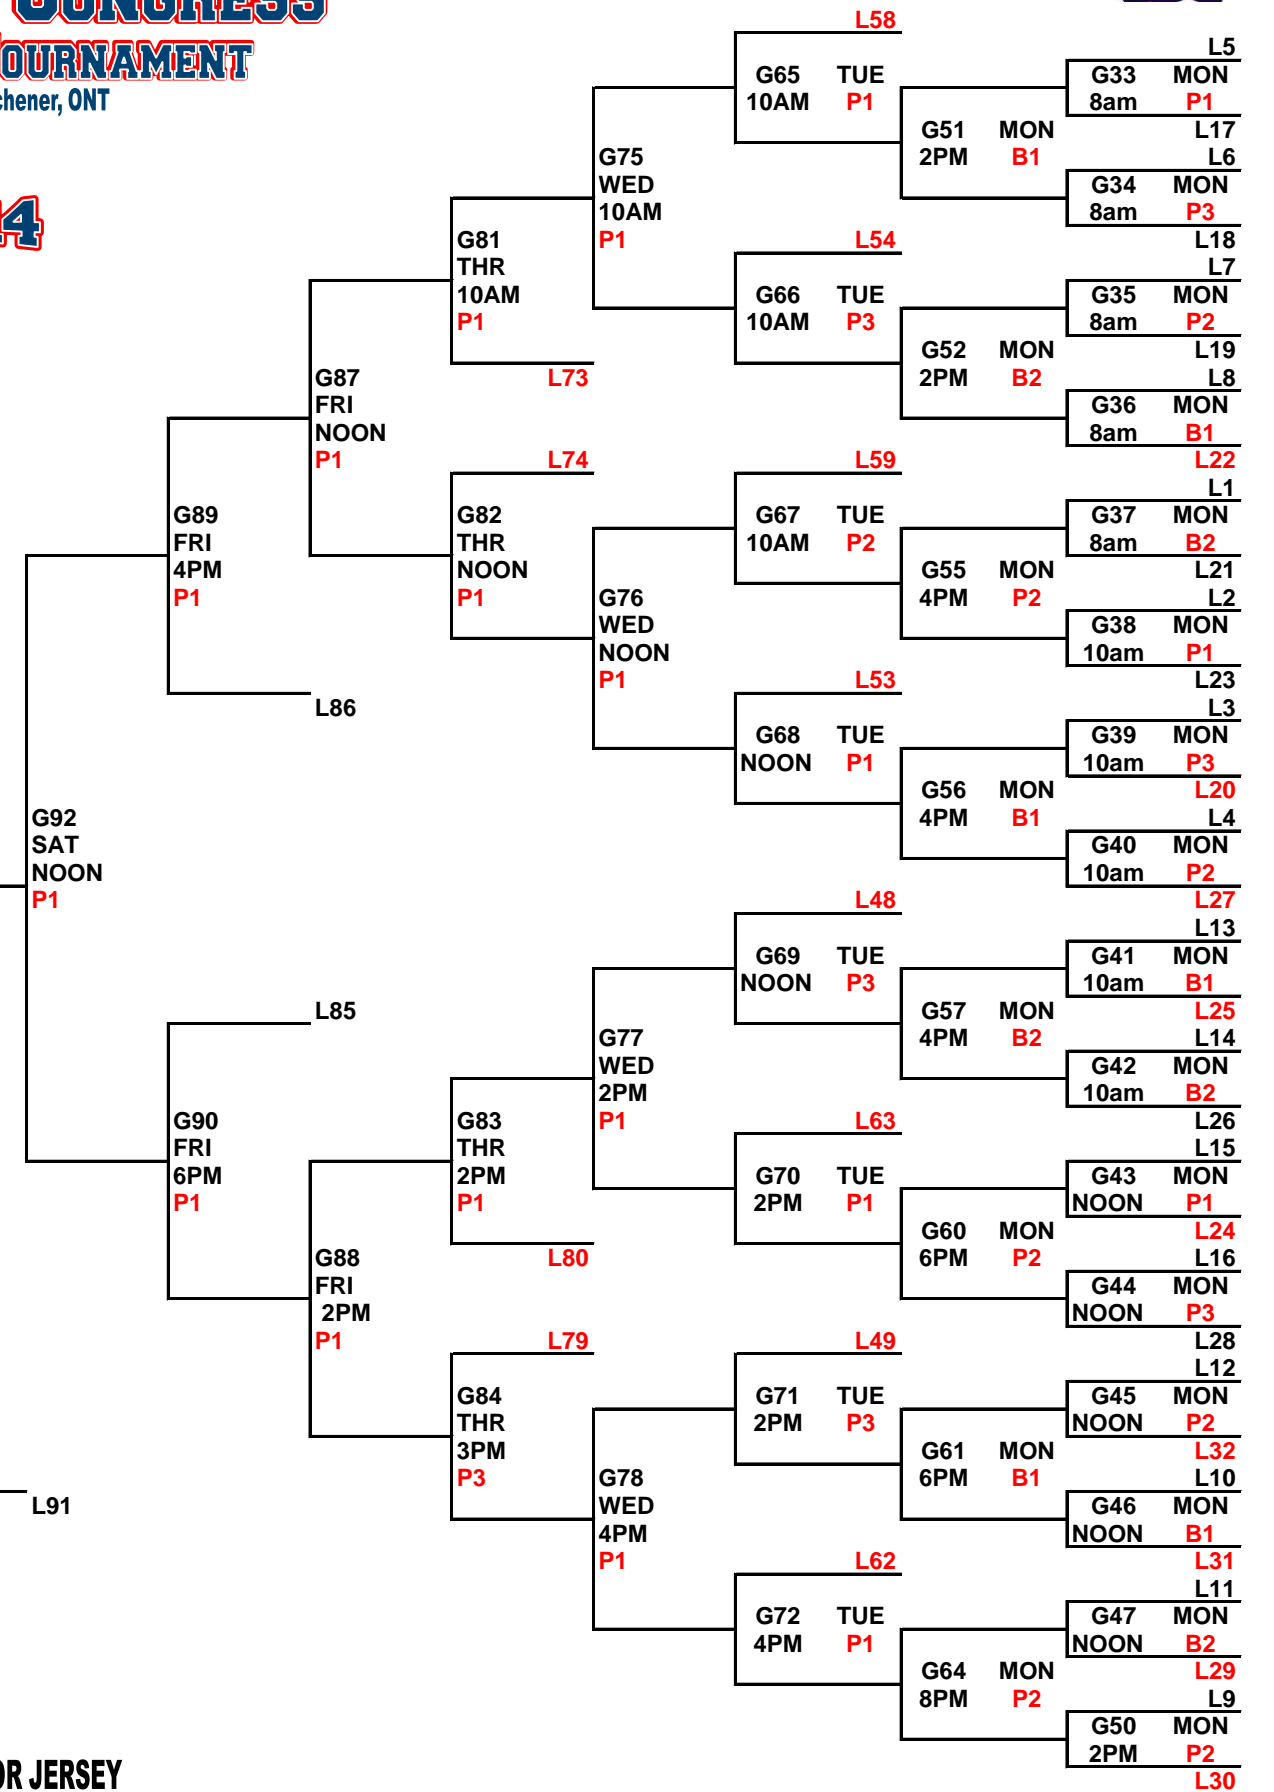 CONGRESS
OURNAMENT
chener, ONT
4
L58
G65 TUE
10AM P1
L5
G33 MON
8am P1
L17
G51 MON
2PM B1
L6
G34 MON
8am P3
L18
G75
WED
10AM
P1
L54
G66 TUE
10AM P3
L7
G35 MON
8am P2
L19
G52 MON
2PM B2
L8
G36 MON
8am B1
L22
G81
THR
10AM
P1
L73
G87
FRI
NOON
P1
L74
G82
THR
NOON
P1
L59
G67 TUE
10AM P2
L1
G37 MON
8am B2
L21
G55 MON
4PM P2
L2
G38 MON
10am P1
L23
G76
WED
NOON
P1
L53
G68 TUE
NOON P1
L3
G39 MON
10am P3
L20
G56 MON
4PM B1
L4
G40 MON
10am P2
L27
G89
FRI
4PM
P1
L86
G92
SAT
NOON
P1
L48
G69 TUE
NOON P3
L13
G41 MON
10am B1
L25
G57 MON
4PM B2
L14
G42 MON
10am B2
L26
L85
G77
WED
2PM
P1
G90
FRI
6PM
P1
G83
THR
2PM
P1
L80
L63
G70 TUE
2PM P1
L15
G43 MON
NOON P1
L24
G60 MON
6PM P2
L16
G44 MON
NOON P3
L28
G88
FRI
2PM
P1
L79
G84
THR
3PM
P3
L49
G71 TUE
2PM P3
L12
G45 MON
NOON P2
L32
G61 MON
6PM B1
L10
G46 MON
NOON B1
L31
G78
WED
4PM
P1
L91
L62
G72 TUE
4PM P1
L11
G47 MON
NOON B2
L29
G64 MON
8PM P2
L9
G50 MON
2PM P2
L30
OR JERSEY